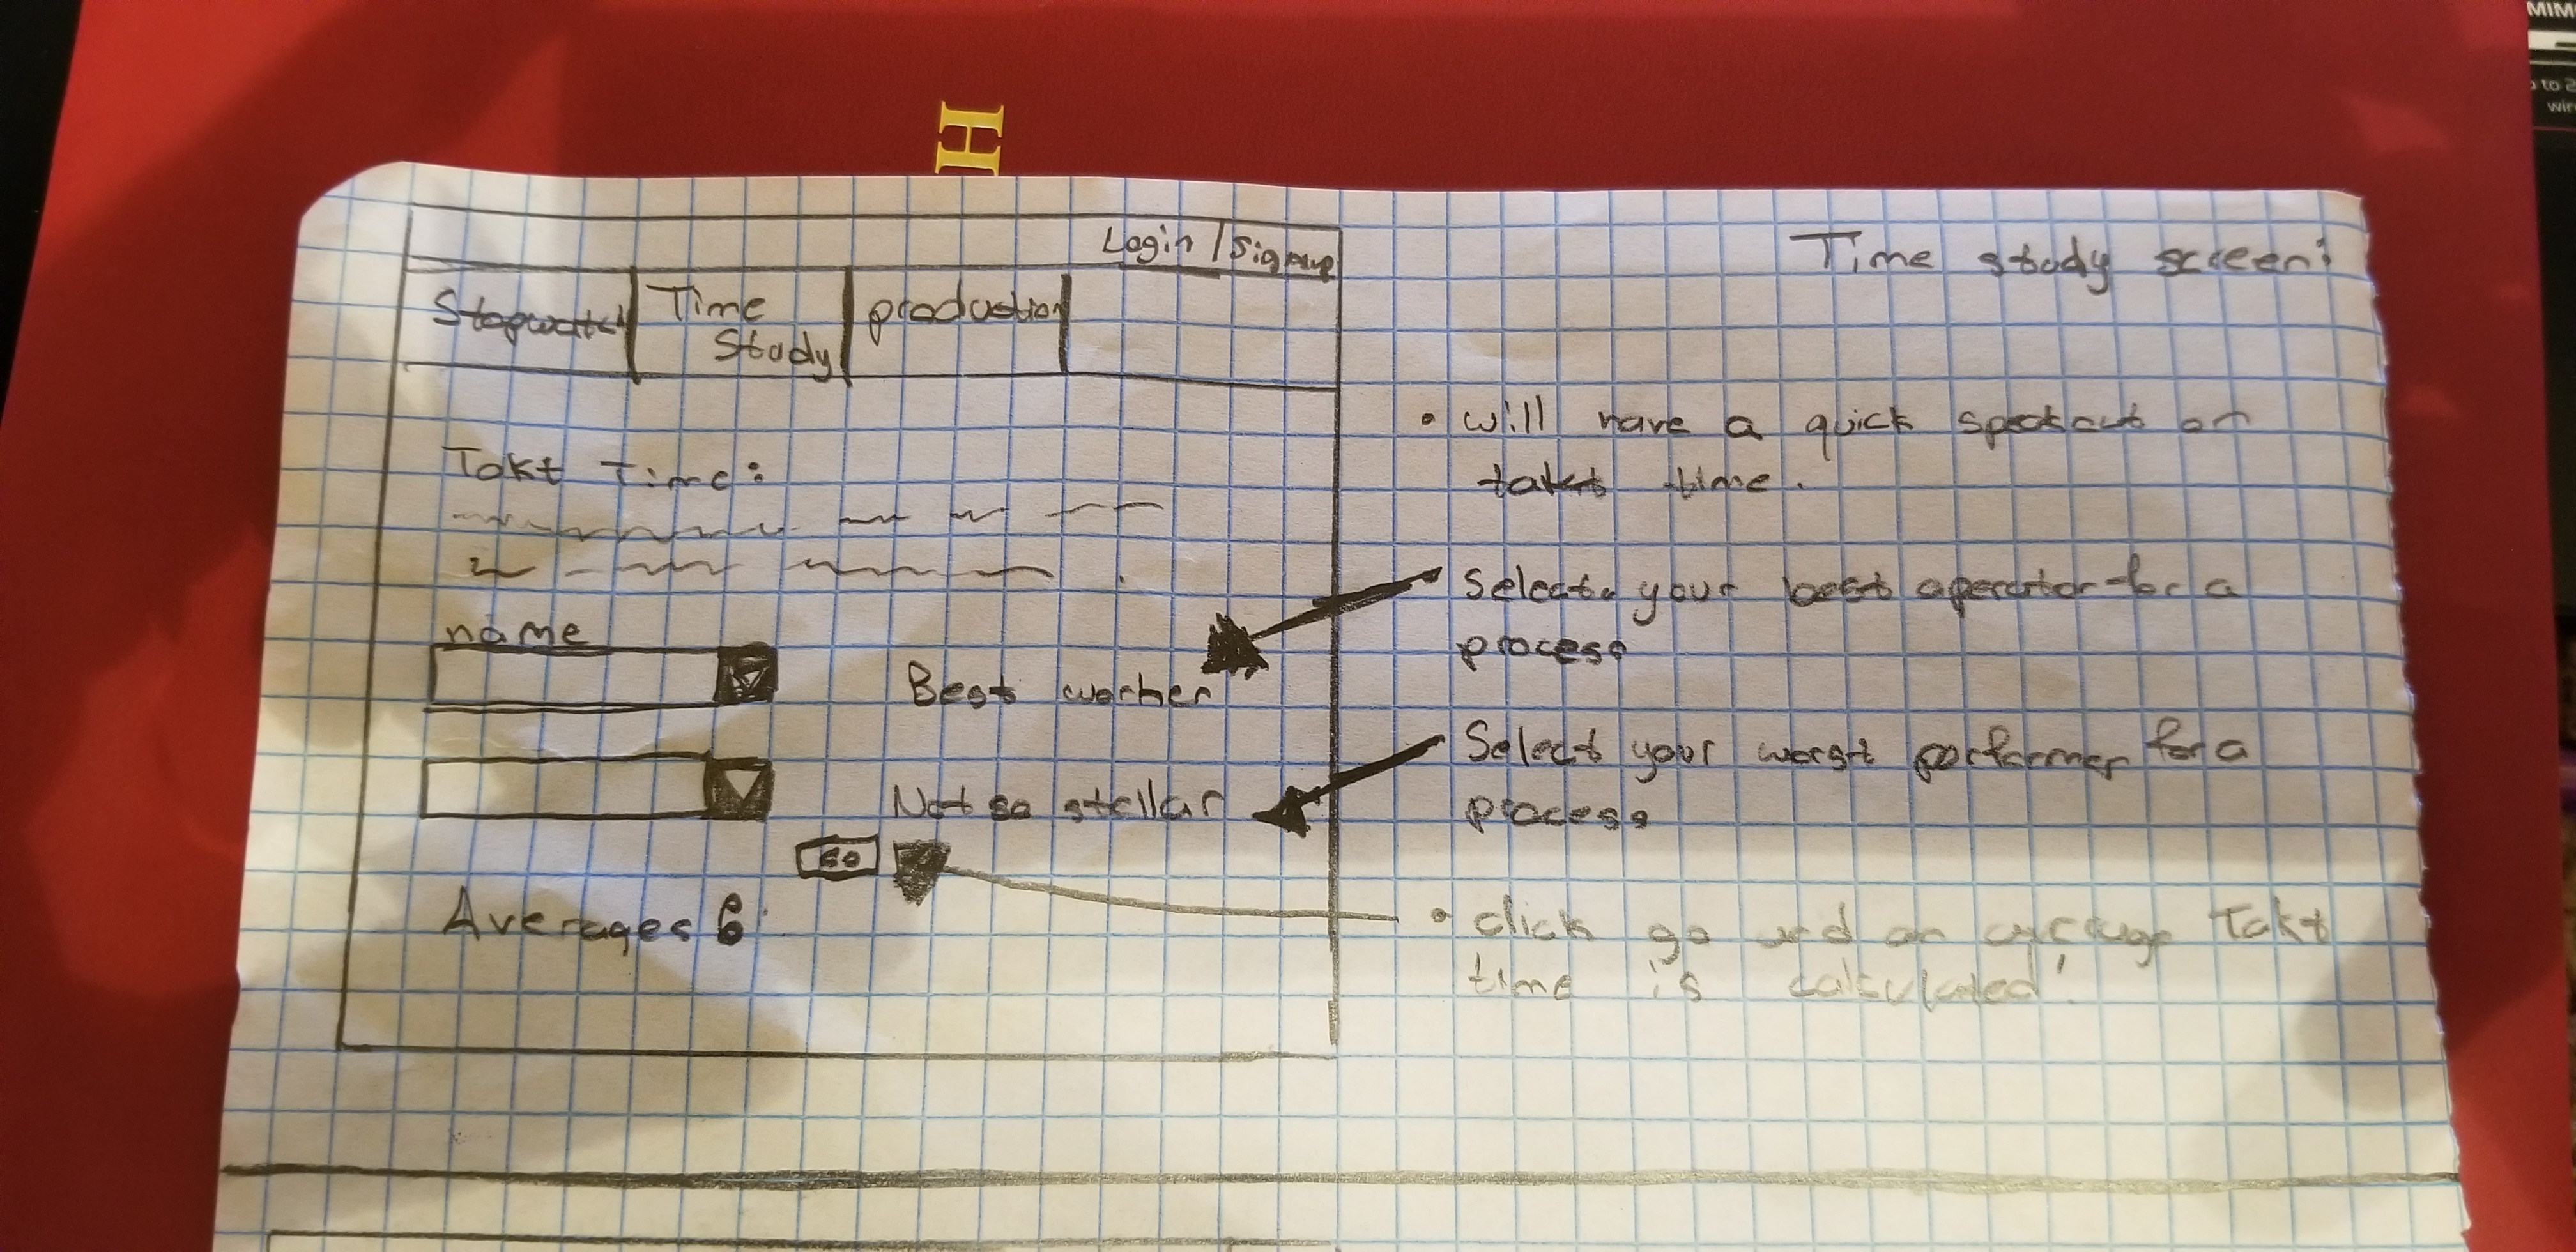 H
MIM
to 2
wir
Login | Signup
Stopwatch
Time
Study
production
Takt Time:
name
Best worker
Not so stellar
Go
Averages:
Time study screen:
• will have a quick on
takt time.
Select your best operator for a
process
Select your worst performer for a
process
• click go and an average Takt
time is calculated!